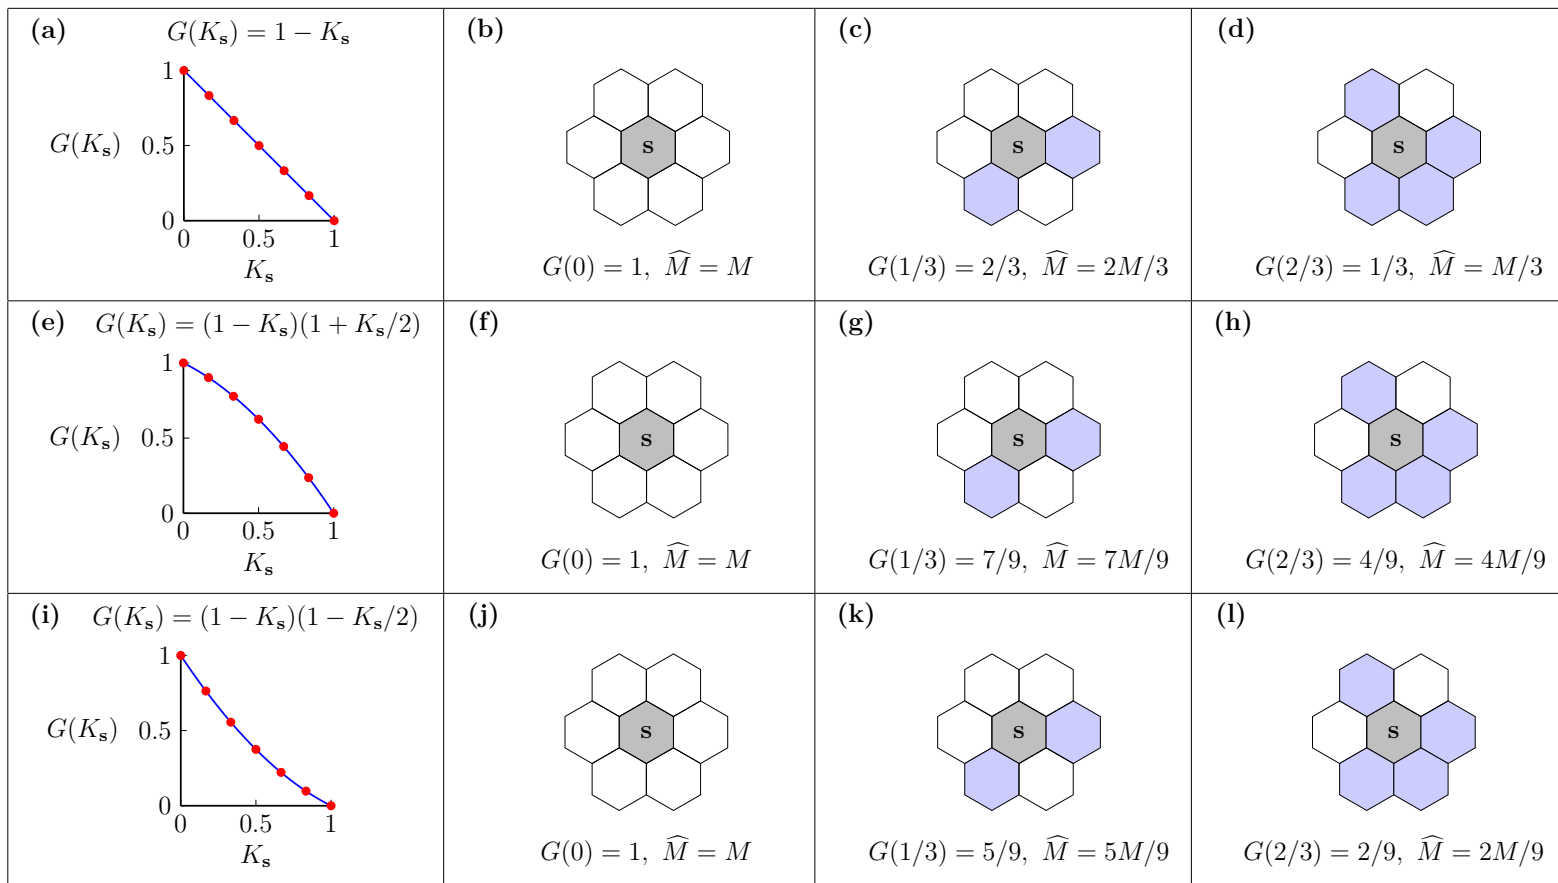 (a) G(K_s) = 1 − K_s
1
G(K_s) 0.5
0
0 0.5 1
K_s
(b)
s
G(0) = 1, M̂ = M
(c)
s
G(1/3) = 2/3, M̂ = 2M/3
(d)
s
G(2/3) = 1/3, M̂ = M/3
(e) G(K_s) = (1 − K_s)(1 + K_s/2)
1
G(K_s) 0.5
0
0 0.5 1
K_s
(f)
s
G(0) = 1, M̂ = M
(g)
s
G(1/3) = 7/9, M̂ = 7M/9
(h)
s
G(2/3) = 4/9, M̂ = 4M/9
(i) G(K_s) = (1 − K_s)(1 − K_s/2)
1
G(K_s) 0.5
0
0 0.5 1
K_s
(j)
s
G(0) = 1, M̂ = M
(k)
s
G(1/3) = 5/9, M̂ = 5M/9
(l)
s
G(2/3) = 2/9, M̂ = 2M/9